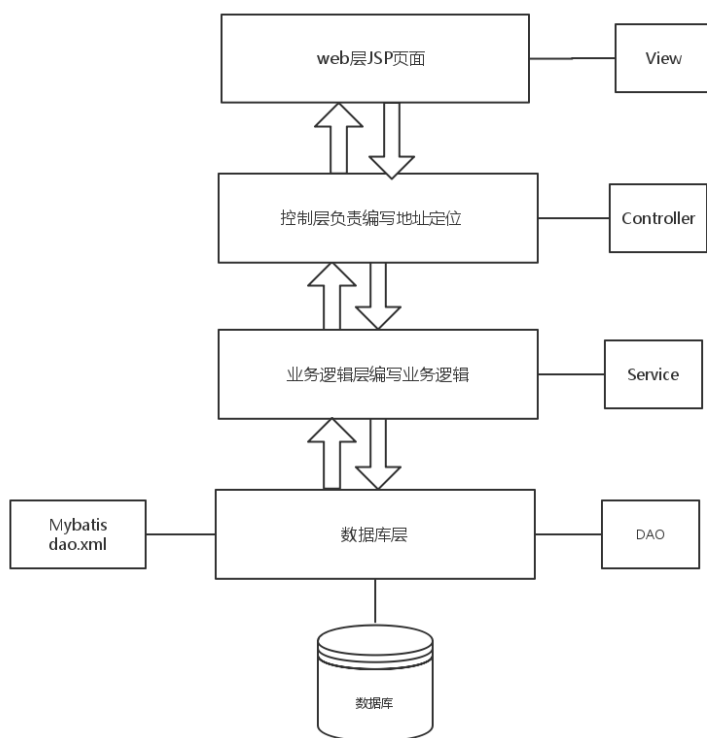 web层JSP页面
View
控制层负责编写地址定位
Controller
业务逻辑层编写业务逻辑
Service
Mybatis
dao.xml
数据库层
DAO
数据库